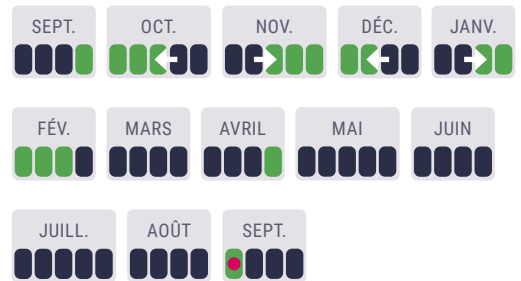 SEPT. OCT. NOV. DÉC. JANV.
FÉV. MARS AVRIL MAI JUIN
JUILL. AOÛT SEPT.